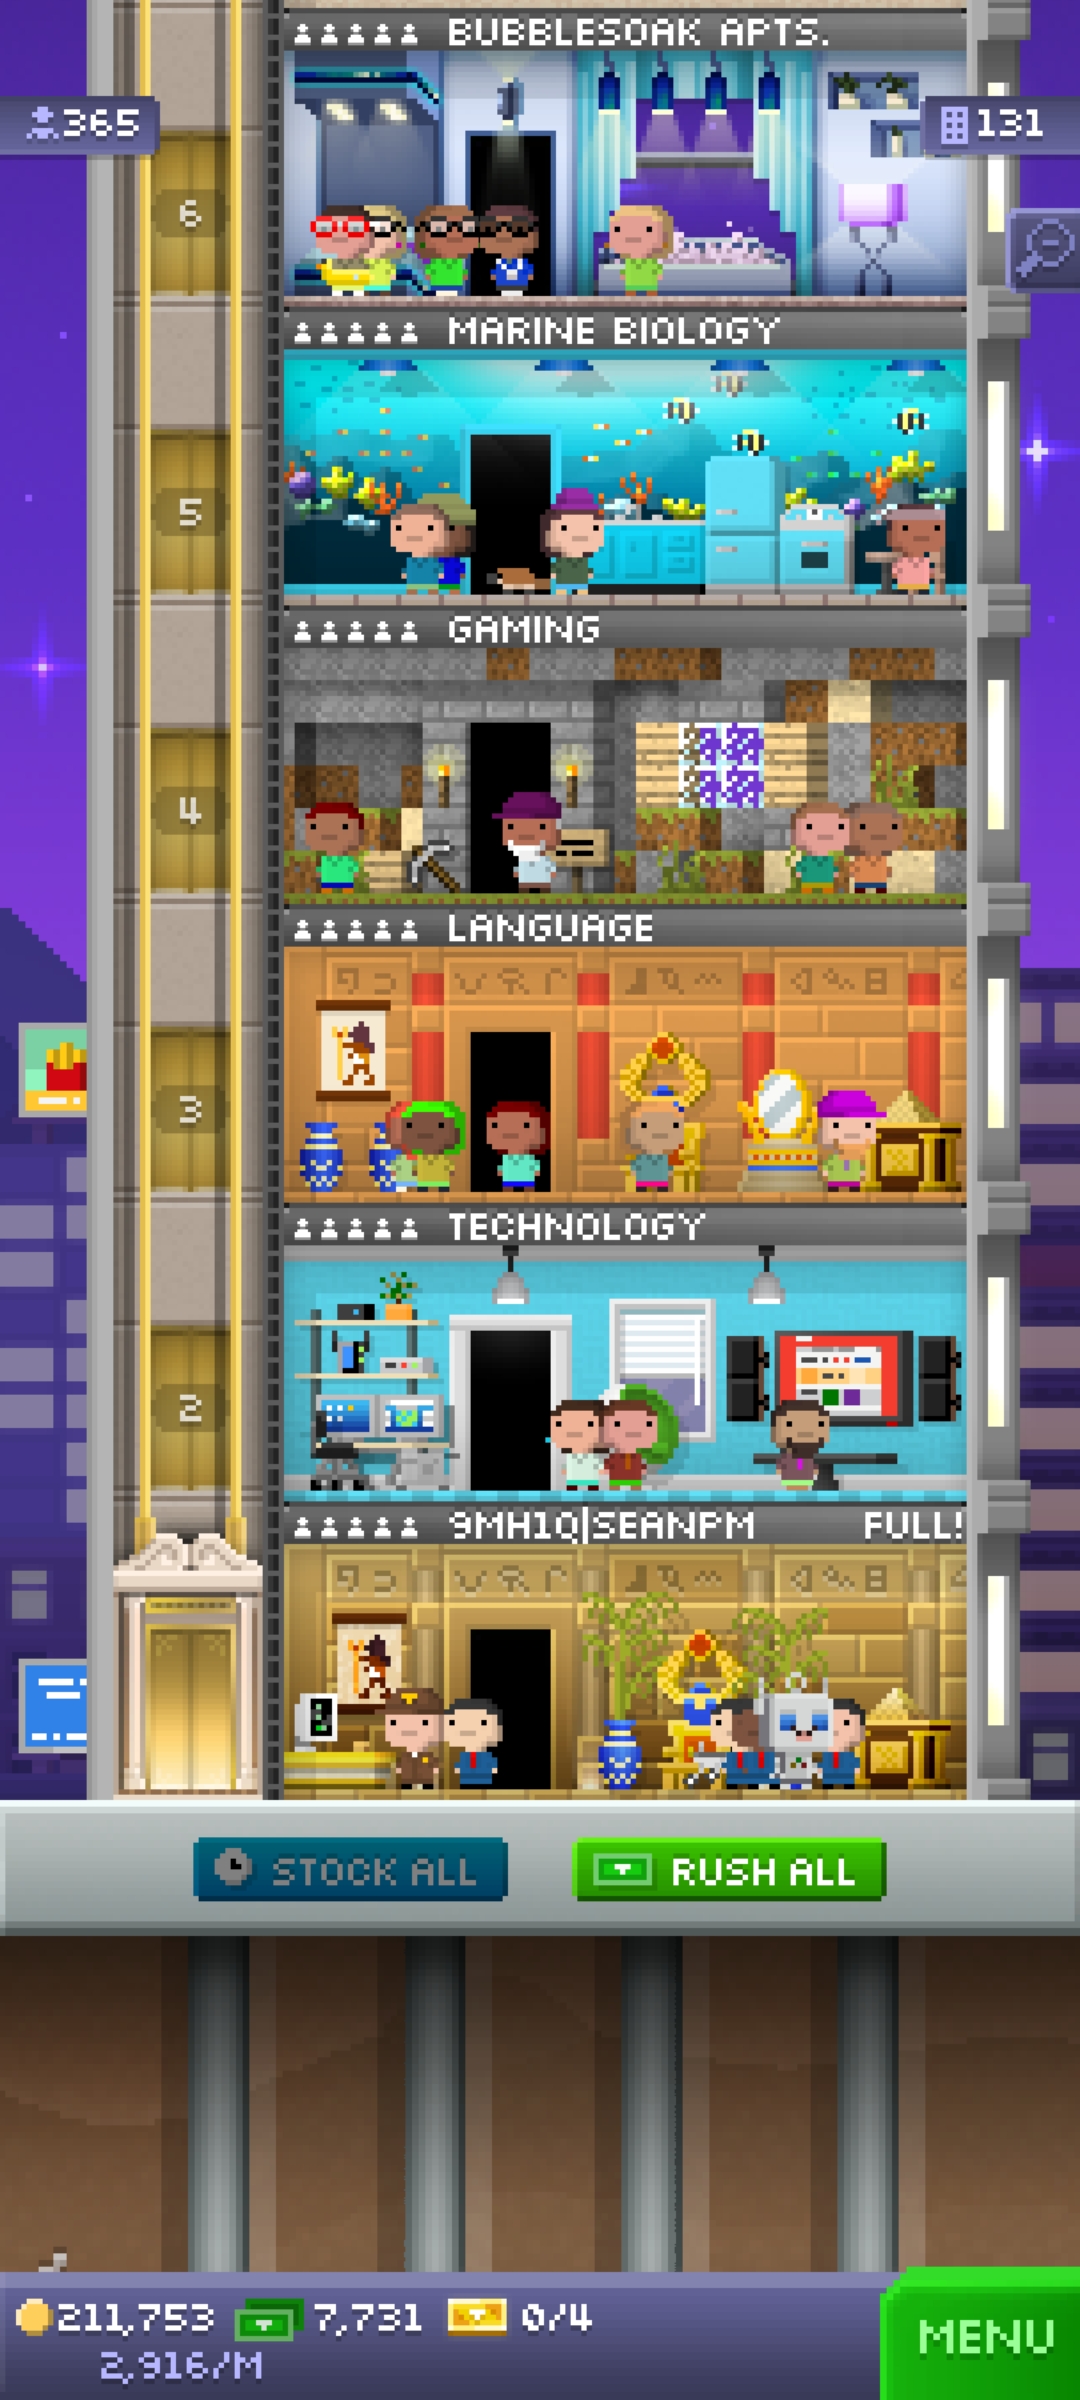 BUBBLESOAK APTS.
365
131
6
MARINE BIOLOGY
5
GAMING
4
LANGUAGE
3
TECHNOLOGY
2
9MH1Q|SEANPM FULL!
STOCK ALL
RUSH ALL
211,753 7,731 0/4
2,916/M
MENU